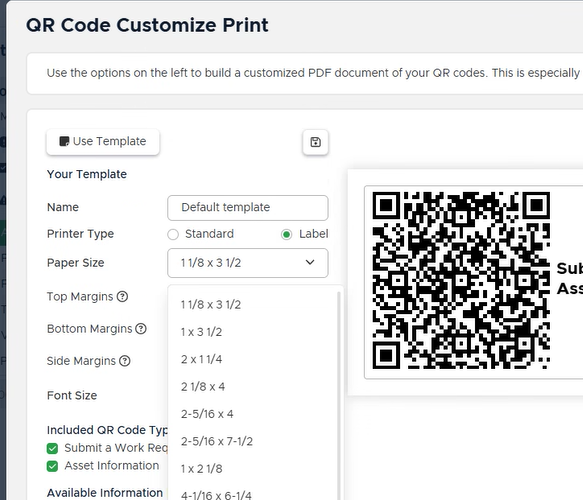 QR Code Customize Print
Use the options on the left to build a customized PDF document of your QR codes. This is especially
Use Template
Your Template
Name Default template
Printer Type Standard Label
Paper Size 1 1/8 x 3 1/2
Top Margins
1 1/8 x 3 1/2
Bottom Margins
1 x 3 1/2
Side Margins
2 x 1 1/4
Font Size
2 1/8 x 4
2-5/16 x 4
Included QR Code Typ
2-5/16 x 7-1/2
Submit a Work Req
Asset Information
1 x 2 1/8
Available Information
4-1/16 x 6-1/4
Sub
Ass